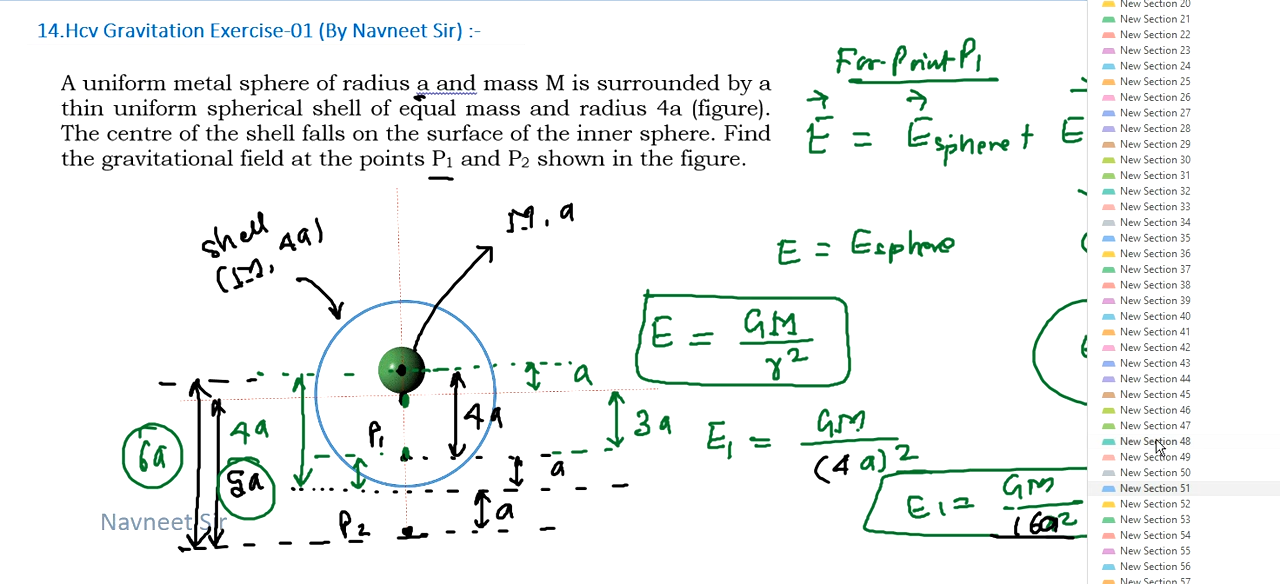 14.Hcv Gravitation Exercise-01 (By Navneet Sir) :-
A uniform metal sphere of radius a and mass M is surrounded by a
thin uniform spherical shell of equal mass and radius 4a (figure).
The centre of the shell falls on the surface of the inner sphere. Find
the gravitational field at the points P₁ and P₂ shown in the figure.
For Point P₁
E = Esphere + E
E = Esphere
E = GM / r²
E₁ = GM / (4a)²
E₁ = GM / 16a²
shell
(M, 4a)
M, a
a
3a
4a
P₁
a
4a
6a
5a
a
P₂
Navneet Sir
New Section 20
New Section 21
New Section 22
New Section 23
New Section 24
New Section 25
New Section 26
New Section 27
New Section 28
New Section 29
New Section 30
New Section 31
New Section 32
New Section 33
New Section 34
New Section 35
New Section 36
New Section 37
New Section 38
New Section 39
New Section 40
New Section 41
New Section 42
New Section 43
New Section 44
New Section 45
New Section 46
New Section 47
New Section 48
New Section 49
New Section 50
New Section 51
New Section 52
New Section 53
New Section 54
New Section 55
New Section 56
New Section 57